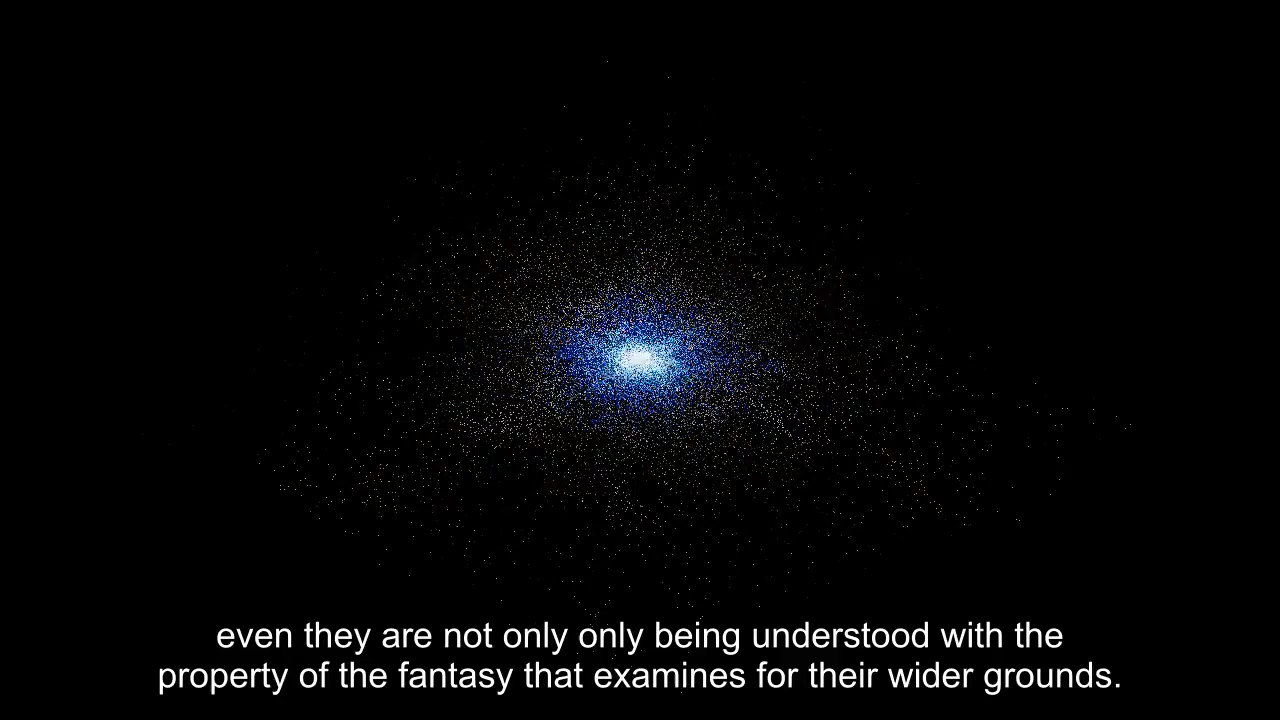 even they are not only only being understood with the
property of the fantasy that examines for their wider grounds.